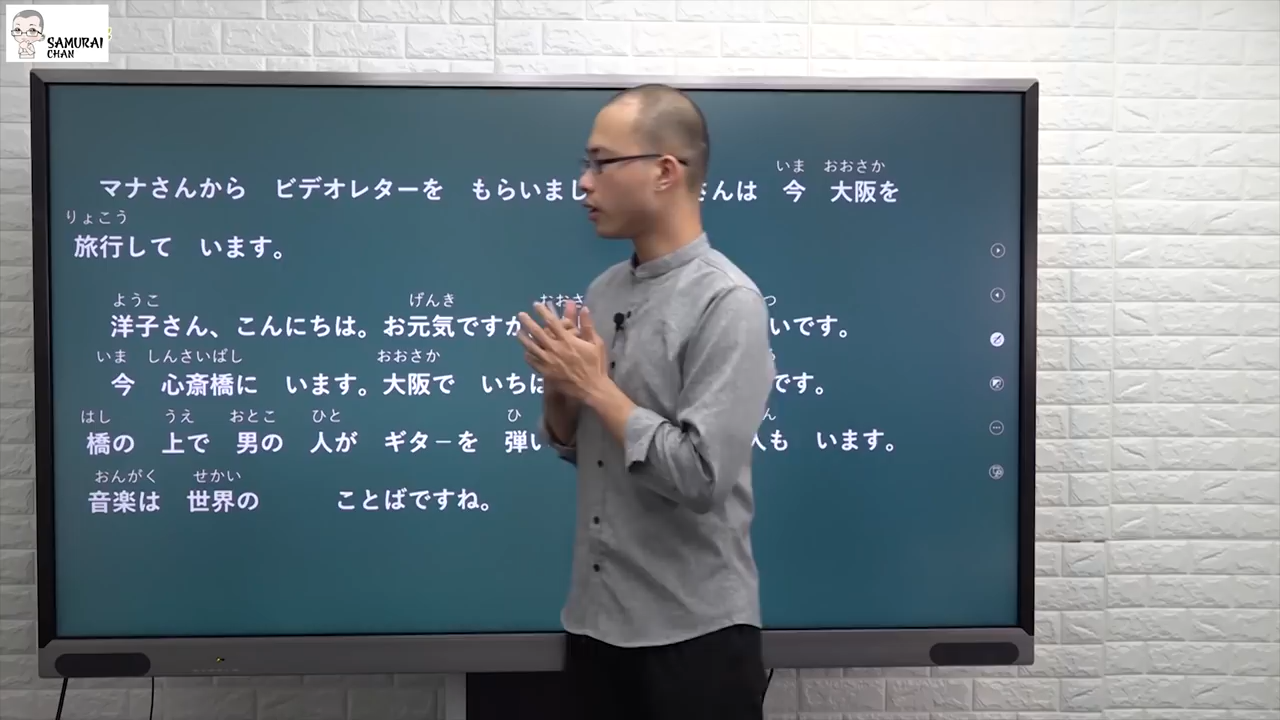 SAMURAI
CHAN
いま おおさか
マナさんから ビデオレターを もらいまし さんは 今 大阪を
りょこう
旅行して います。
ようこ げんき おおさ つ
洋子さん、こんにちは。お元気ですか いです。
いま しんさいばし おおさか
今 心斎橋に います。大阪で いちば です。
はし うえ おとこ ひと ひ ん
橋の 上で 男の 人が ギターを 弾い 人も います。
おんがく せかい
音楽は 世界の ことばですね。